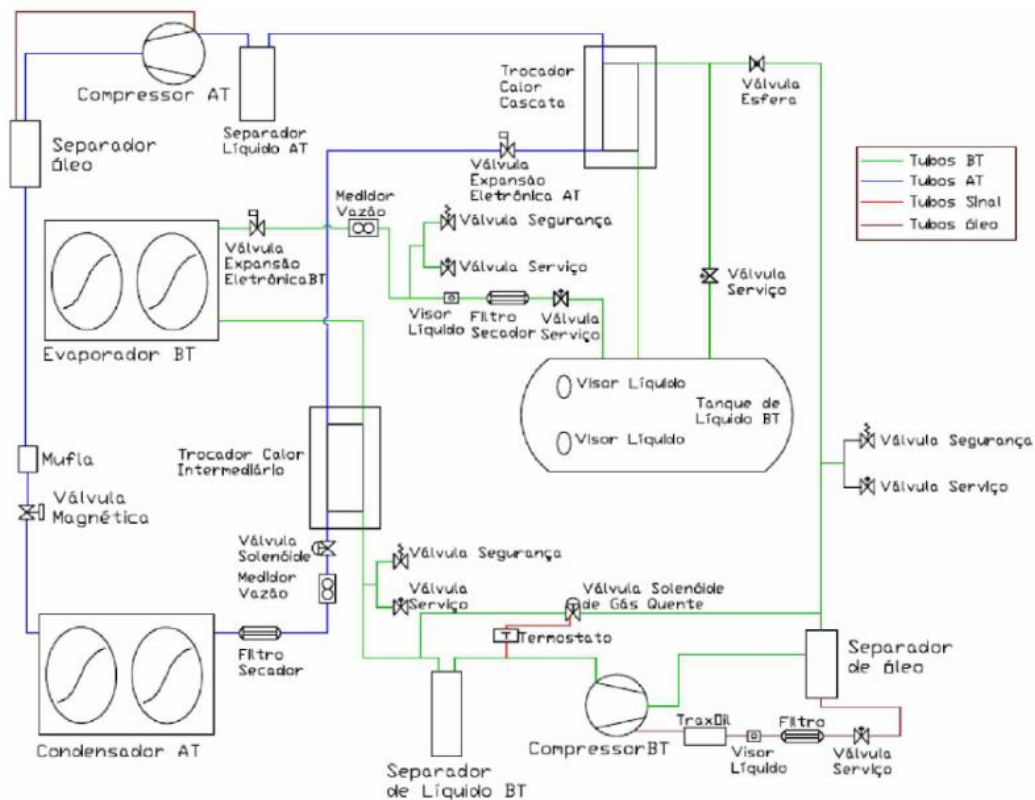 Compressor AT
Separador
Líquido AT
Trocador
Calor
Cascata
Válvula
Esfera
Separador
óleo
Válvula
Expansão
Eletrônica AT
Tubos BT
Tubos AT
Tubos Sinal
Tubos óleo
Medidor
Vazão
Válvula Segurança
Válvula
Expansão
EletrônicaBT
Válvula Serviço
Válvula
Serviço
Visor
Líquido
Filtro
Secador
Válvula
Serviço
Evaporador BT
Visor Líquido
Tanque de
Líquido BT
Visor Líquido
Válvula Segurança
Válvula Serviço
Trocador Calor
Intermediário
Mufla
Válvula
Magnética
Válvula
Solenóide
Válvula Segurança
Medidor
Vazão
Válvula
Serviço
Válvula Solenóide
de Gás Quente
T
Termostato
Separador
de óleo
Filtro
Secador
Condensador AT
Separador
de Líquido BT
CompressorBT
TraxOil
Visor
Líquido
Filtro
Válvula
Serviço